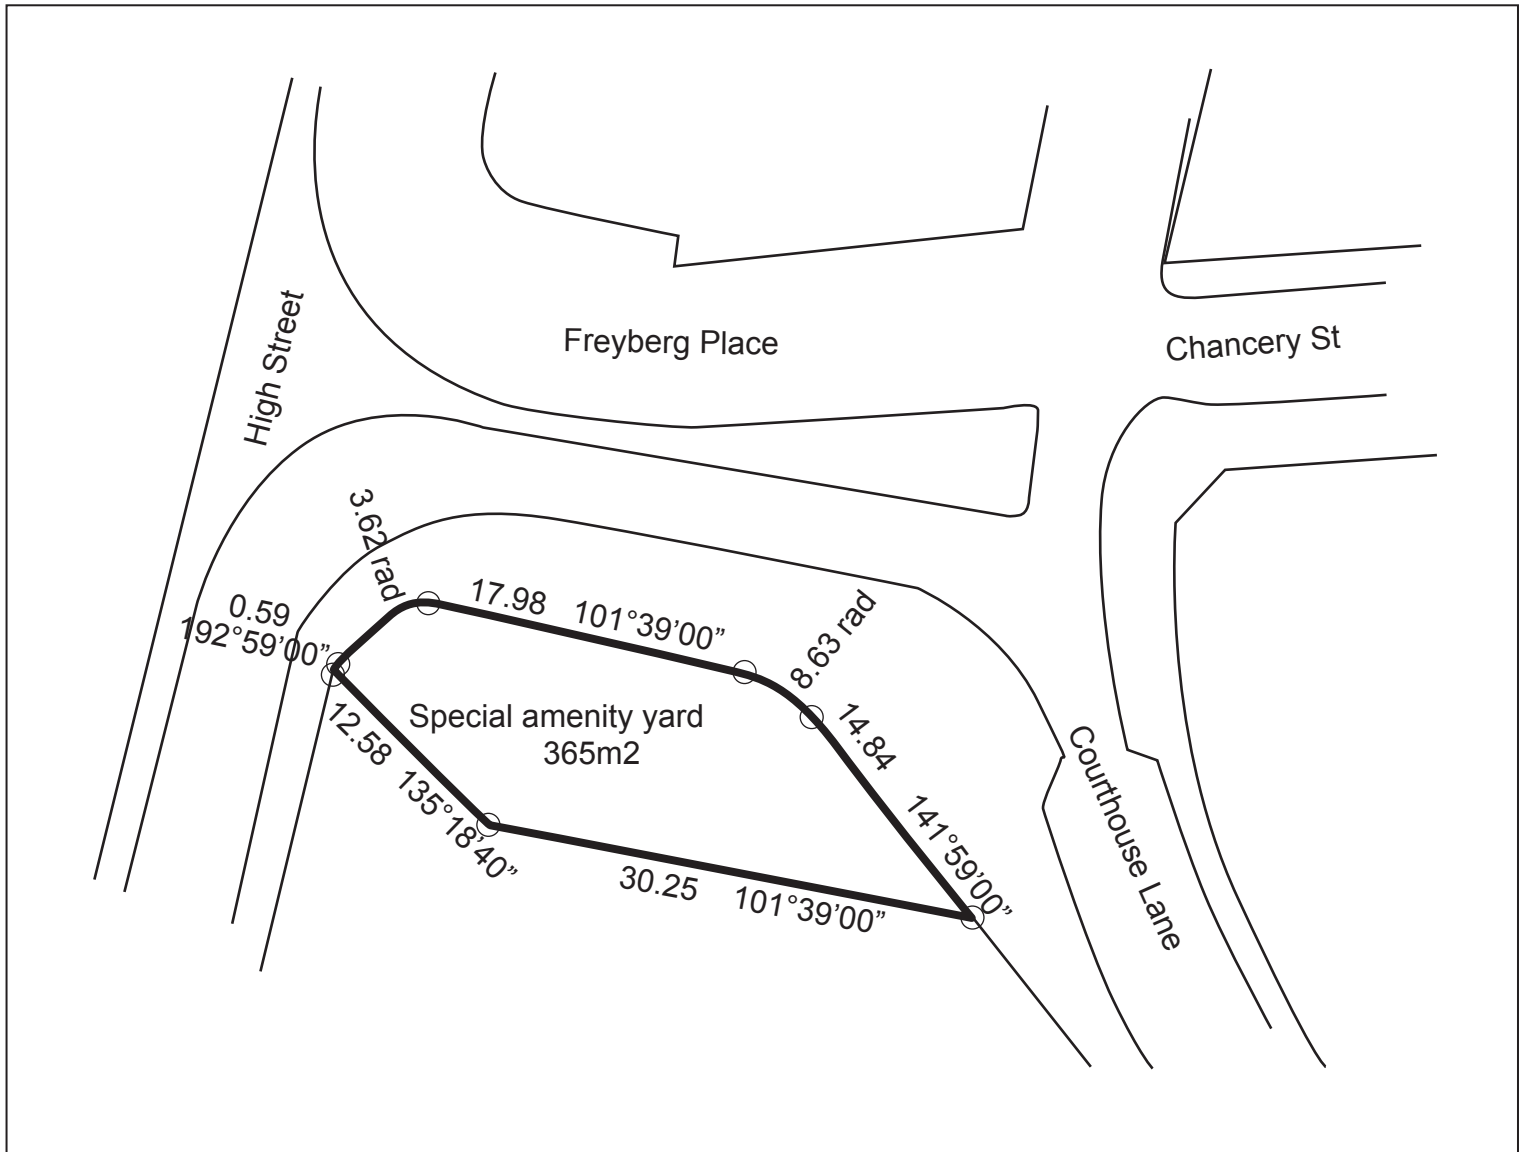 High Street
Freyberg Place
Chancery St
3.62 rad
0.59
192°59’00”
17.98 101°39’00”
8.63 rad
Special amenity yard
365m2
12.58 135°18’40”
14.84 141°59’00”
30.25 101°39’00”
Courthouse Lane